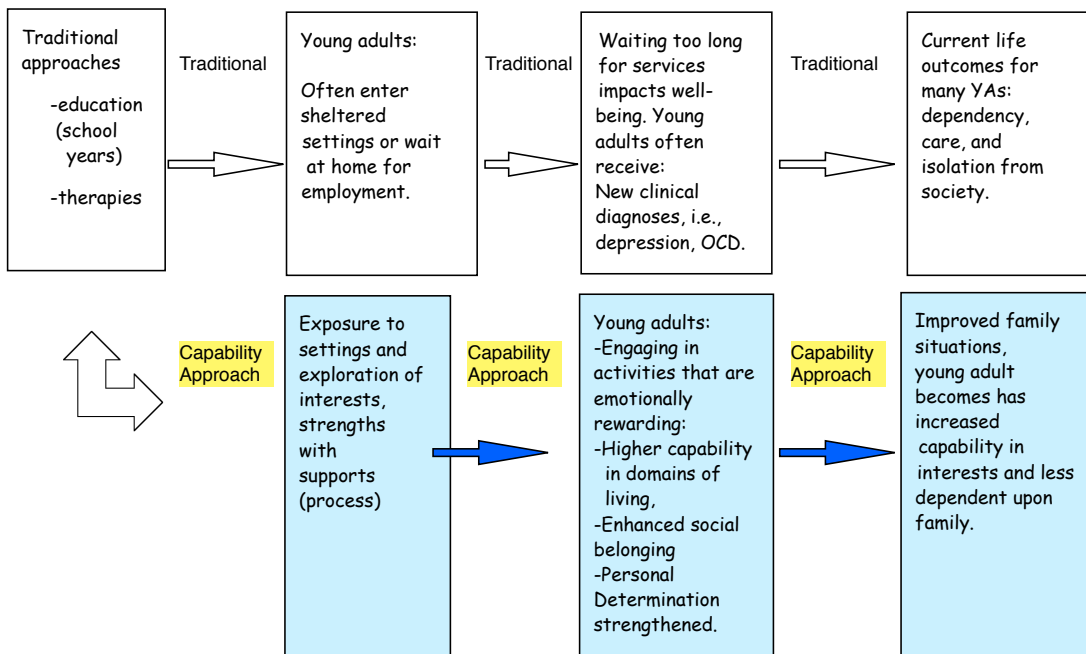 Traditional
approaches
-education
(school
years)
-therapies
Traditional
Young adults:
Often enter
sheltered
settings or wait
at home for
employment.
Traditional
Waiting too long
for services
impacts well-
being. Young
adults often
receive:
New clinical
diagnoses, i.e.,
depression, OCD.
Traditional
Current life
outcomes for
many YAs:
dependency,
care, and
isolation from
society.
Capability
Approach
Exposure to
settings and
exploration of
interests,
strengths
with
supports
(process)
Capability
Approach
Young adults:
-Engaging in
activities that are
emotionally
rewarding:
-Higher capability
in domains of
living,
-Enhanced social
belonging
-Personal
Determination
strengthened.
Capability
Approach
Improved family
situations,
young adult
becomes has
increased
capability in
interests and less
dependent upon
family.